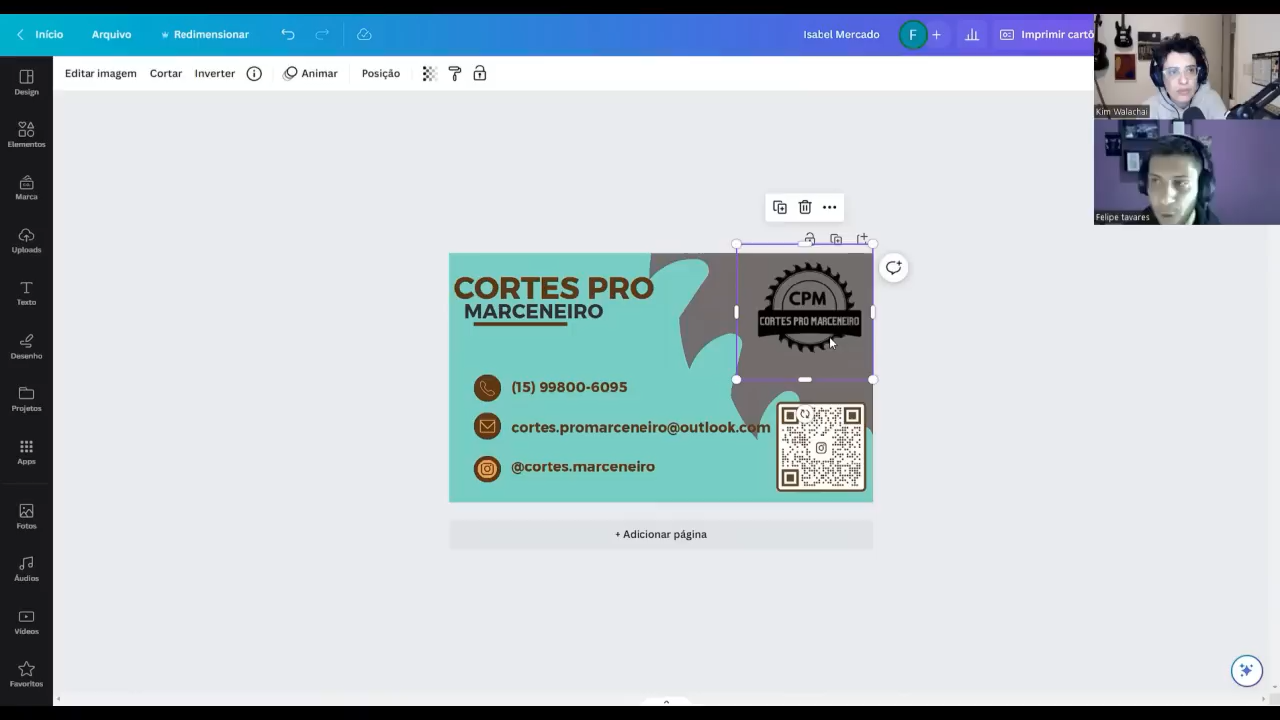 Início
Arquivo
Redimensionar
Isabel Mercado
F
+
Imprimir cartõ
Editar imagem
Cortar
Inverter
Animar
Posição
Design
Elementos
Marca
Uploads
Texto
Desenho
Projetos
Apps
Fotos
Áudios
Vídeos
Favoritos
Kim Walachai
Felipe tavares
CORTES PRO
MARCENEIRO
CPM
CORTES PRO MARCENEIRO
(15) 99800-6095
cortes.promarceneiro@outlook.com
@cortes.marceneiro
+ Adicionar página